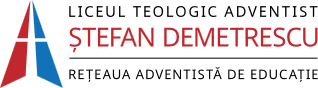 LICEUL TEOLOGIC ADVENTIST
ȘTEFAN DEMETRESCU
REȚEAUA ADVENTISTĂ DE EDUCAȚIE